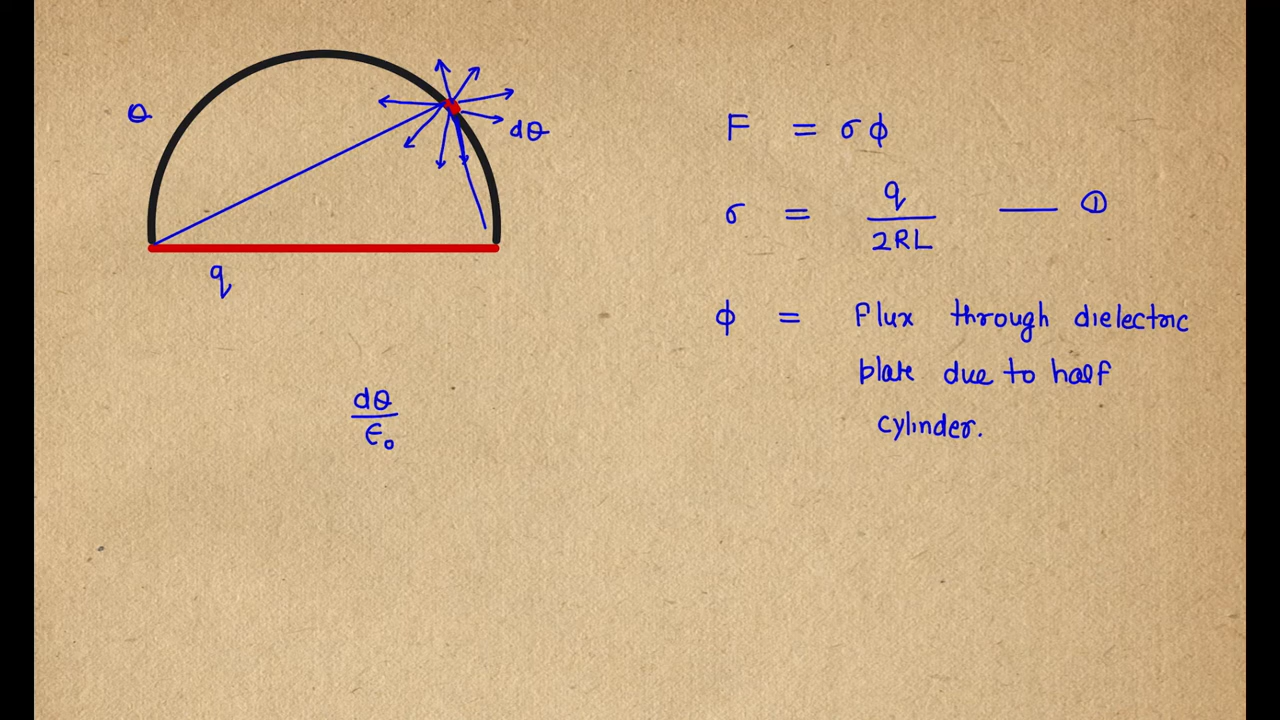 θ
dθ
q
dθ/ϵ₀
F = σϕ
σ = q/2RL — ①
ϕ = Flux through dielectric
plate due to half
cylinder.